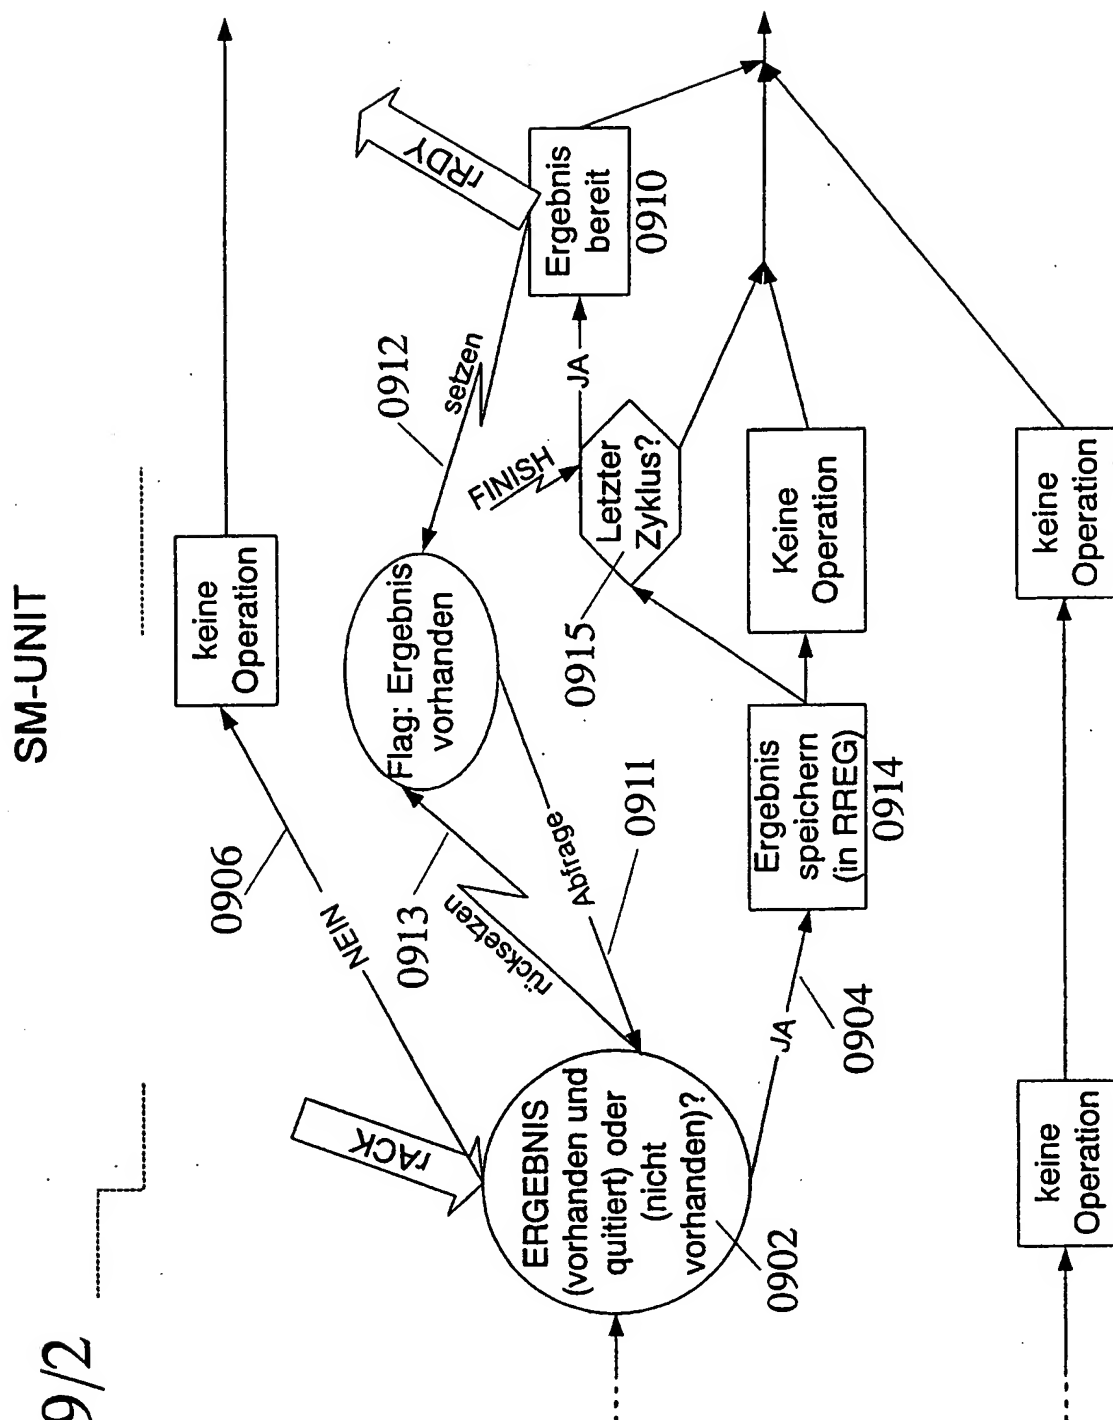 9/2
SM-UNIT
rACK
ERGEBNIS
(vorhanden und
quitiert) oder
(nicht
vorhanden)?
0902
NEIN
0906
keine
Operation
rücksetzen
0913
Abfrage
0911
Flag: Ergebnis
vorhanden
setzen
0912
JA
0904
Ergebnis
speichern
(in RREG)
0914
Letzter
Zyklus?
0915
FINISH
JA
Ergebnis
bereit
0910
rRDY
Keine
Operation
keine
Operation
keine
Operation